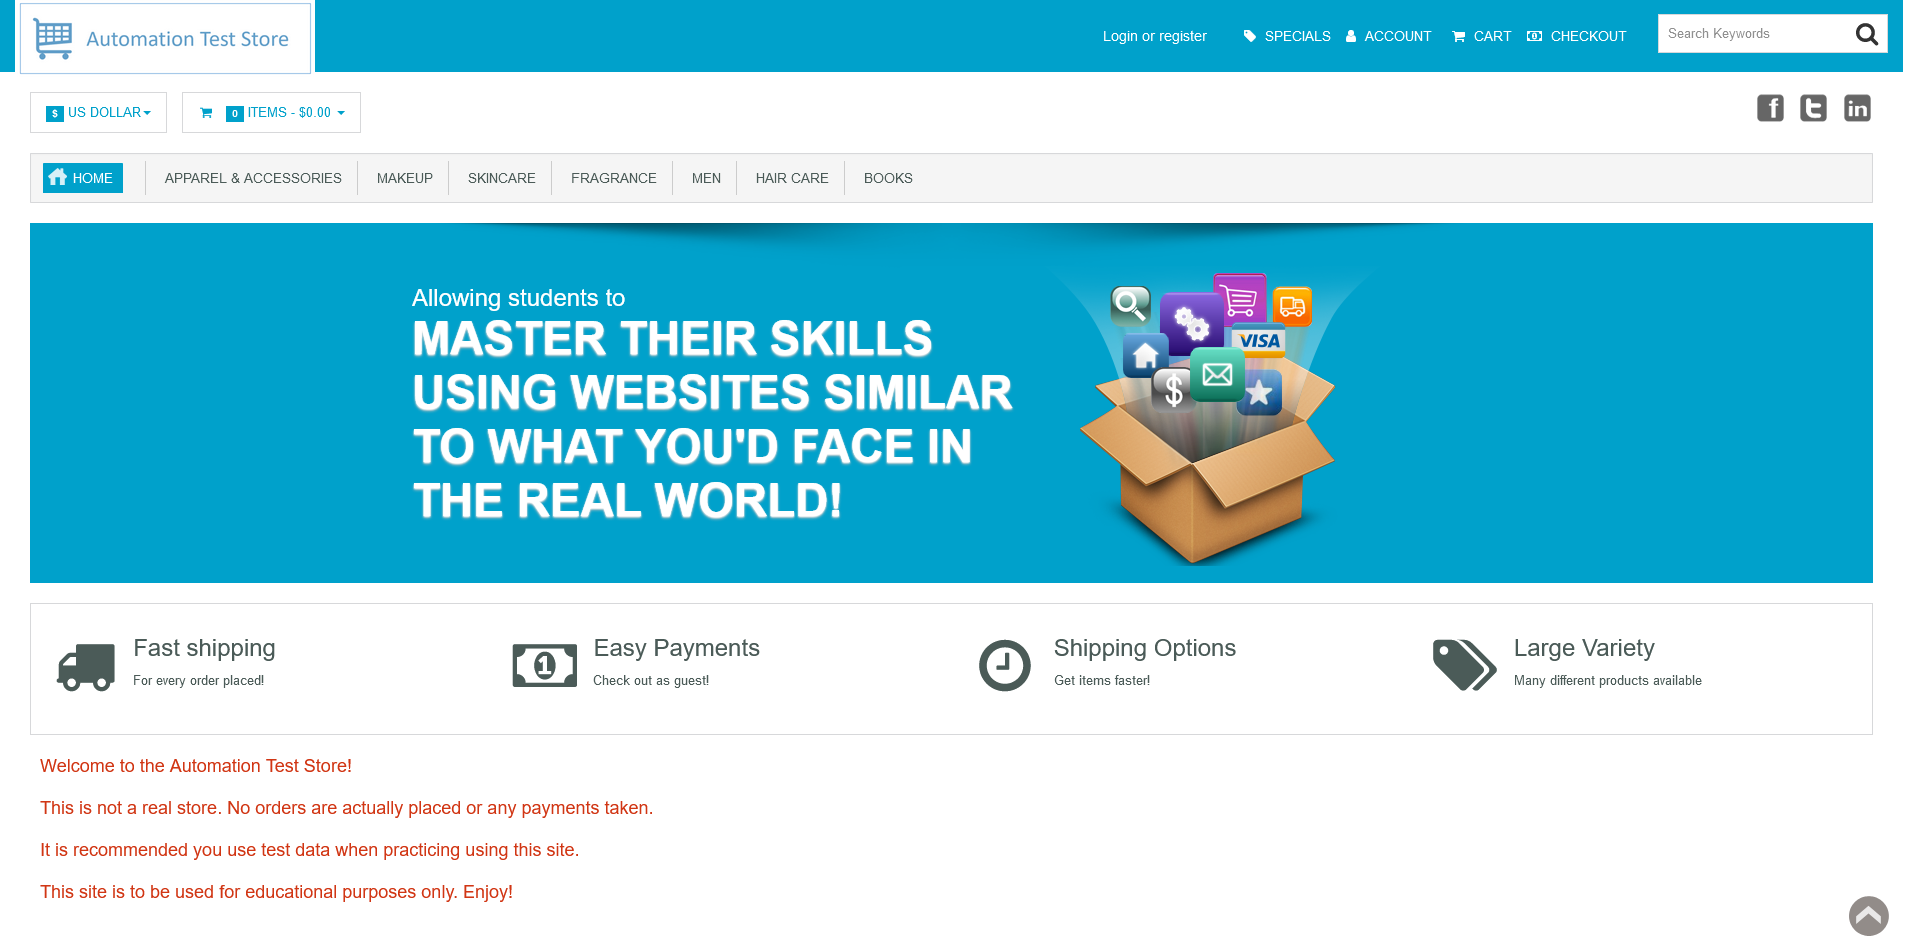 Automation Test Store
Login or register
SPECIALS
ACCOUNT
CART
CHECKOUT
Search Keywords
$ US DOLLAR
0 ITEMS - $0.00
f t in
HOME
APPAREL & ACCESSORIES
MAKEUP
SKINCARE
FRAGRANCE
MEN
HAIR CARE
BOOKS
Allowing students to
MASTER THEIR SKILLS
USING WEBSITES SIMILAR
TO WHAT YOU'D FACE IN
THE REAL WORLD!
VISA
$
Fast shipping
For every order placed!
1
Easy Payments
Check out as guest!
Shipping Options
Get items faster!
Large Variety
Many different products available
Welcome to the Automation Test Store!
This is not a real store. No orders are actually placed or any payments taken.
It is recommended you use test data when practicing using this site.
This site is to be used for educational purposes only. Enjoy!